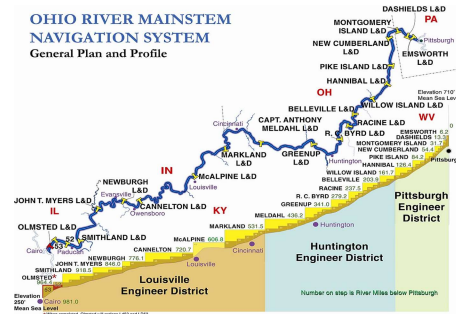 OHIO RIVER MAINSTEM
NAVIGATION SYSTEM
General Plan and Profile
DASHIELDS L&D
PA
MONTGOMERY
ISLAND L&D
Pittsburgh
NEW CUMBERLAND
L&D
EMSWORTH
L&D
PIKE ISLAND L&D
HANNIBAL L&D
OH
Elevation 710'
Mean Sea Level
WILLOW ISLAND L&D
BELLEVILLE L&D
WV
CAPT. ANTHONY
MELDAHL L&D
RACINE L&D
R. C. BYRD L&D
Cincinnati
GREENUP
L&D
Huntington
MARKLAND
L&D
IN
McALPINE L&D
Louisville
NEWBURGH
L&D
Evansville
JOHN T. MYERS L&D
Owensboro
CANNELTON L&D
KY
IL
OLMSTED L&D
52
53
SMITHLAND L&D
Cairo
Paducah
0
EMSWORTH 6.2
DASHIELDS 13.3
MONTGOMERY ISLAND 31.7
NEW CUMBERLAND 54.4
PIKE ISLAND 84.2
HANNIBAL 126.4
WILLOW ISLAND 161.7
BELLEVILLE 203.9
RACINE 237.5
R. C. BYRD 279.2
GREENUP 341.0
MELDAHL 436.2
MARKLAND 531.5
McALPINE 606.8
CANNELTON 720.7
NEWBURGH 776.1
JOHN T. MYERS 846.0
SMITHLAND 918.5
OLMSTED*
964.4
Pittsburg
Huntington
Cincinnati
Louisville
Pittsburgh
Engineer
District
Huntington
Engineer District
Louisville
Engineer District
Number on step is River Miles below Pittsburgh
Elevation
250'
Mean Sea Level
Cairo 981.0